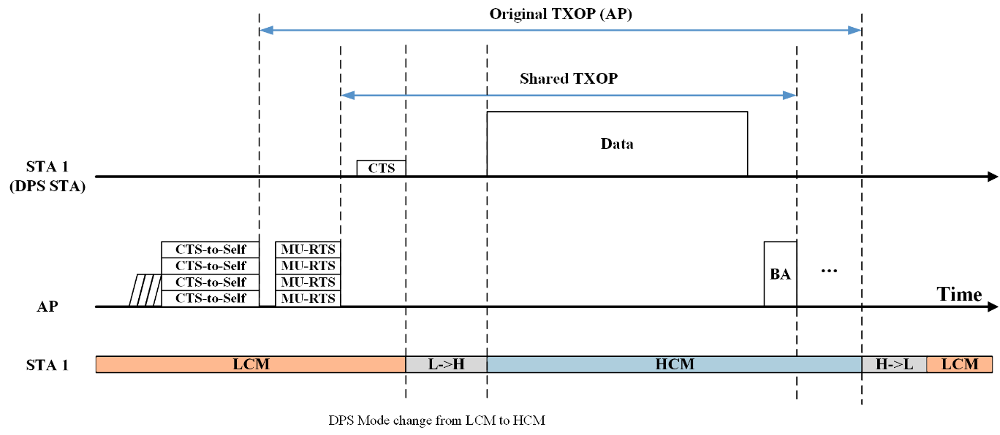 Original TXOP (AP)
Shared TXOP
Data
STA 1
(DPS STA)
CTS
CTS-to-Self
CTS-to-Self
CTS-to-Self
CTS-to-Self
MU-RTS
MU-RTS
MU-RTS
MU-RTS
BA
...
Time
AP
STA 1
LCM
L->H
HCM
H->L
LCM
DPS Mode change from LCM to HCM